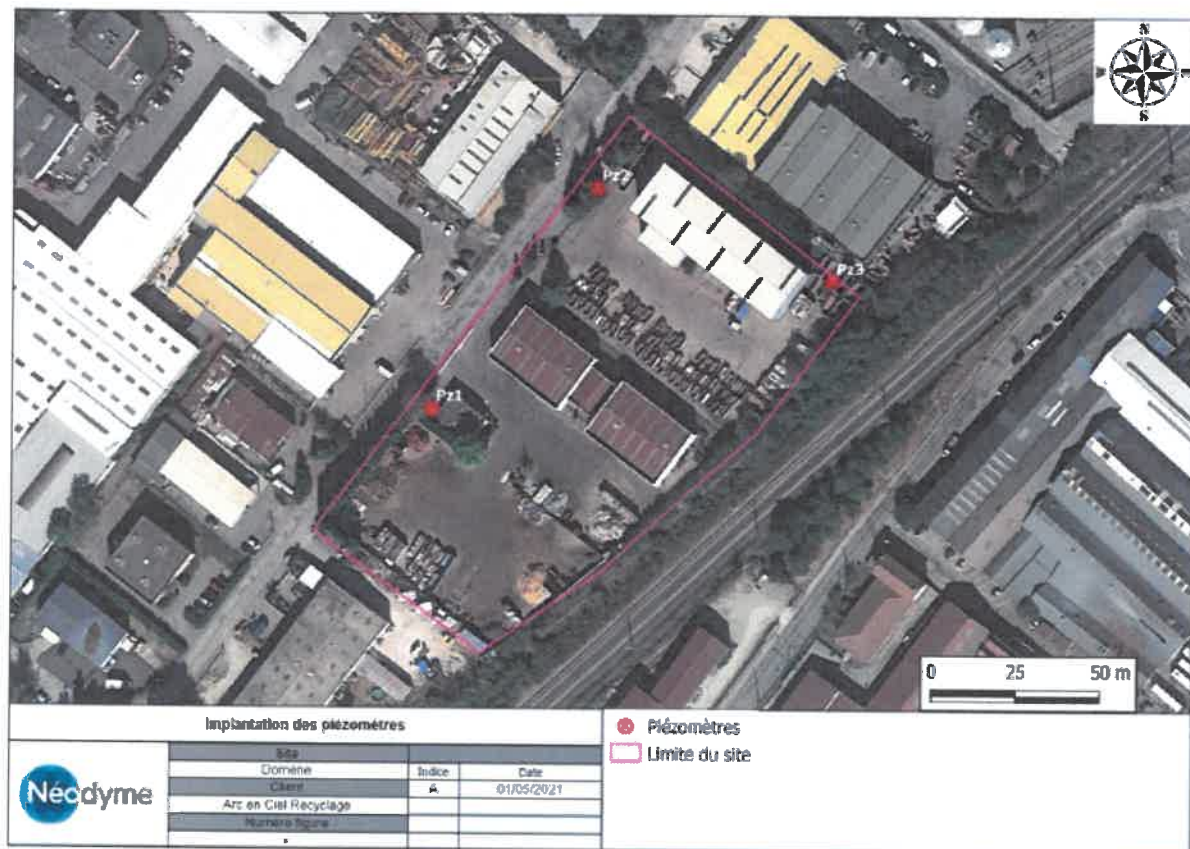 N
S
Pz2
Pz3
Pz1
0 25 50 m
Implantation des piézomètres
Piézomètres
Limite du site
Néodyme
Site
Domène
Indice
Date
Client
A
01/05/2021
Arc en Ciel Recyclage
Numéro figure